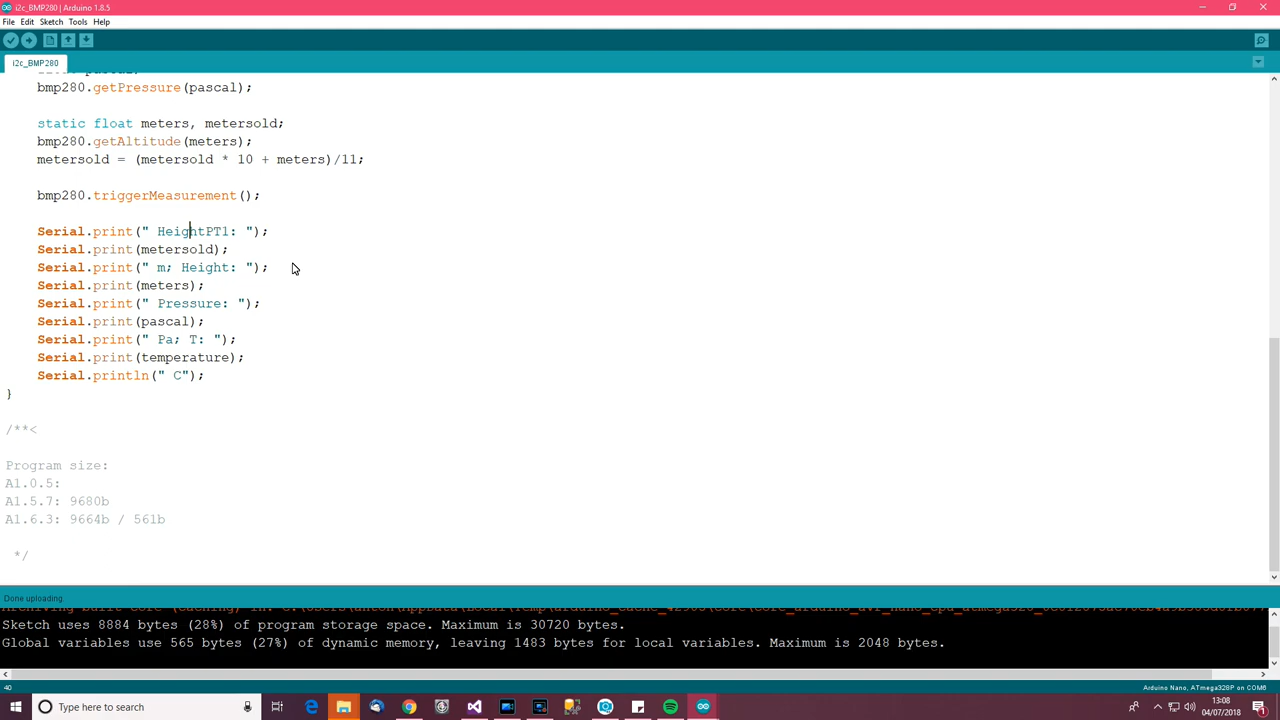 i2c_BMP280 | Arduino 1.8.5
File Edit Sketch Tools Help
i2c_BMP280
bmp280.getPressure(pascal);
static float meters, metersold;
bmp280.getAltitude(meters);
metersold = (metersold * 10 + meters)/11;
bmp280.triggerMeasurement();
Serial.print(" HeightPT1: ");
Serial.print(metersold);
Serial.print(" m; Height: ");
Serial.print(meters);
Serial.print(" Pressure: ");
Serial.print(pascal);
Serial.print(" Pa; T: ");
Serial.print(temperature);
Serial.println(" C");
}
/**<
Program size:
A1.0.5:
A1.5.7: 9680b
A1.6.3: 9664b / 561b
*/
Done uploading.
Sketch uses 8884 bytes (28%) of program storage space. Maximum is 30720 bytes.
Global variables use 565 bytes (27%) of dynamic memory, leaving 1483 bytes for local variables. Maximum is 2048 bytes.
40 Arduino Nano, ATmega328P on COM6
Type here to search
13:08
04/07/2018